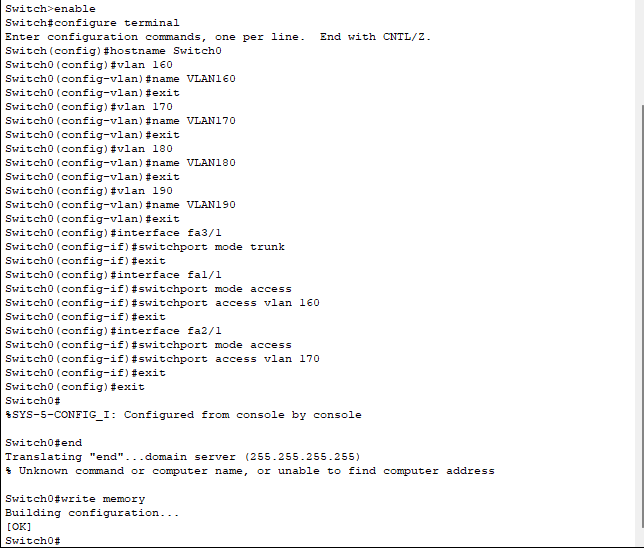 Switch>enable
Switch#configure terminal
Enter configuration commands, one per line.  End with CNTL/Z.
Switch(config)#hostname Switch0
Switch0(config)#vlan 160
Switch0(config-vlan)#name VLAN160
Switch0(config-vlan)#exit
Switch0(config)#vlan 170
Switch0(config-vlan)#name VLAN170
Switch0(config-vlan)#exit
Switch0(config)#vlan 180
Switch0(config-vlan)#name VLAN180
Switch0(config-vlan)#exit
Switch0(config)#vlan 190
Switch0(config-vlan)#name VLAN190
Switch0(config-vlan)#exit
Switch0(config)#interface fa3/1
Switch0(config-if)#switchport mode trunk
Switch0(config-if)#exit
Switch0(config)#interface fa1/1
Switch0(config-if)#switchport mode access
Switch0(config-if)#switchport access vlan 160
Switch0(config-if)#exit
Switch0(config)#interface fa2/1
Switch0(config-if)#switchport mode access
Switch0(config-if)#switchport access vlan 170
Switch0(config-if)#exit
Switch0(config)#exit
Switch0#
%SYS-5-CONFIG_I: Configured from console by console
Switch0#end
Translating "end"...domain server (255.255.255.255)
% Unknown command or computer name, or unable to find computer address
Switch0#write memory
Building configuration...
[OK]
Switch0#